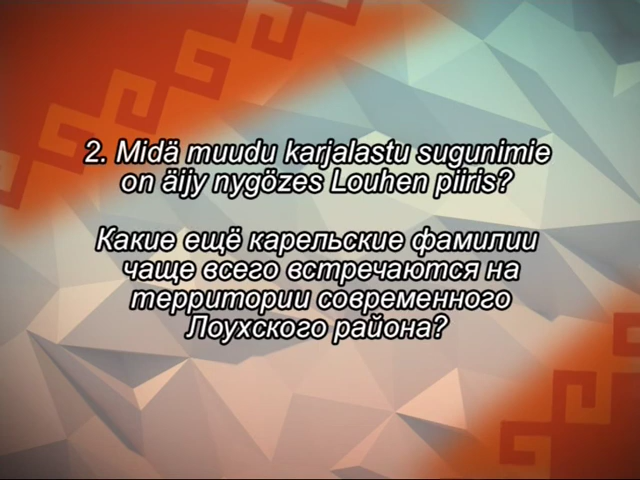 2. Midä muudu karjalastu sugunimie
on äijy nygözes Louhen piiris?
Какие ещё карельские фамилии
чаще всего встречаются на
территории современного
Лоухского района?